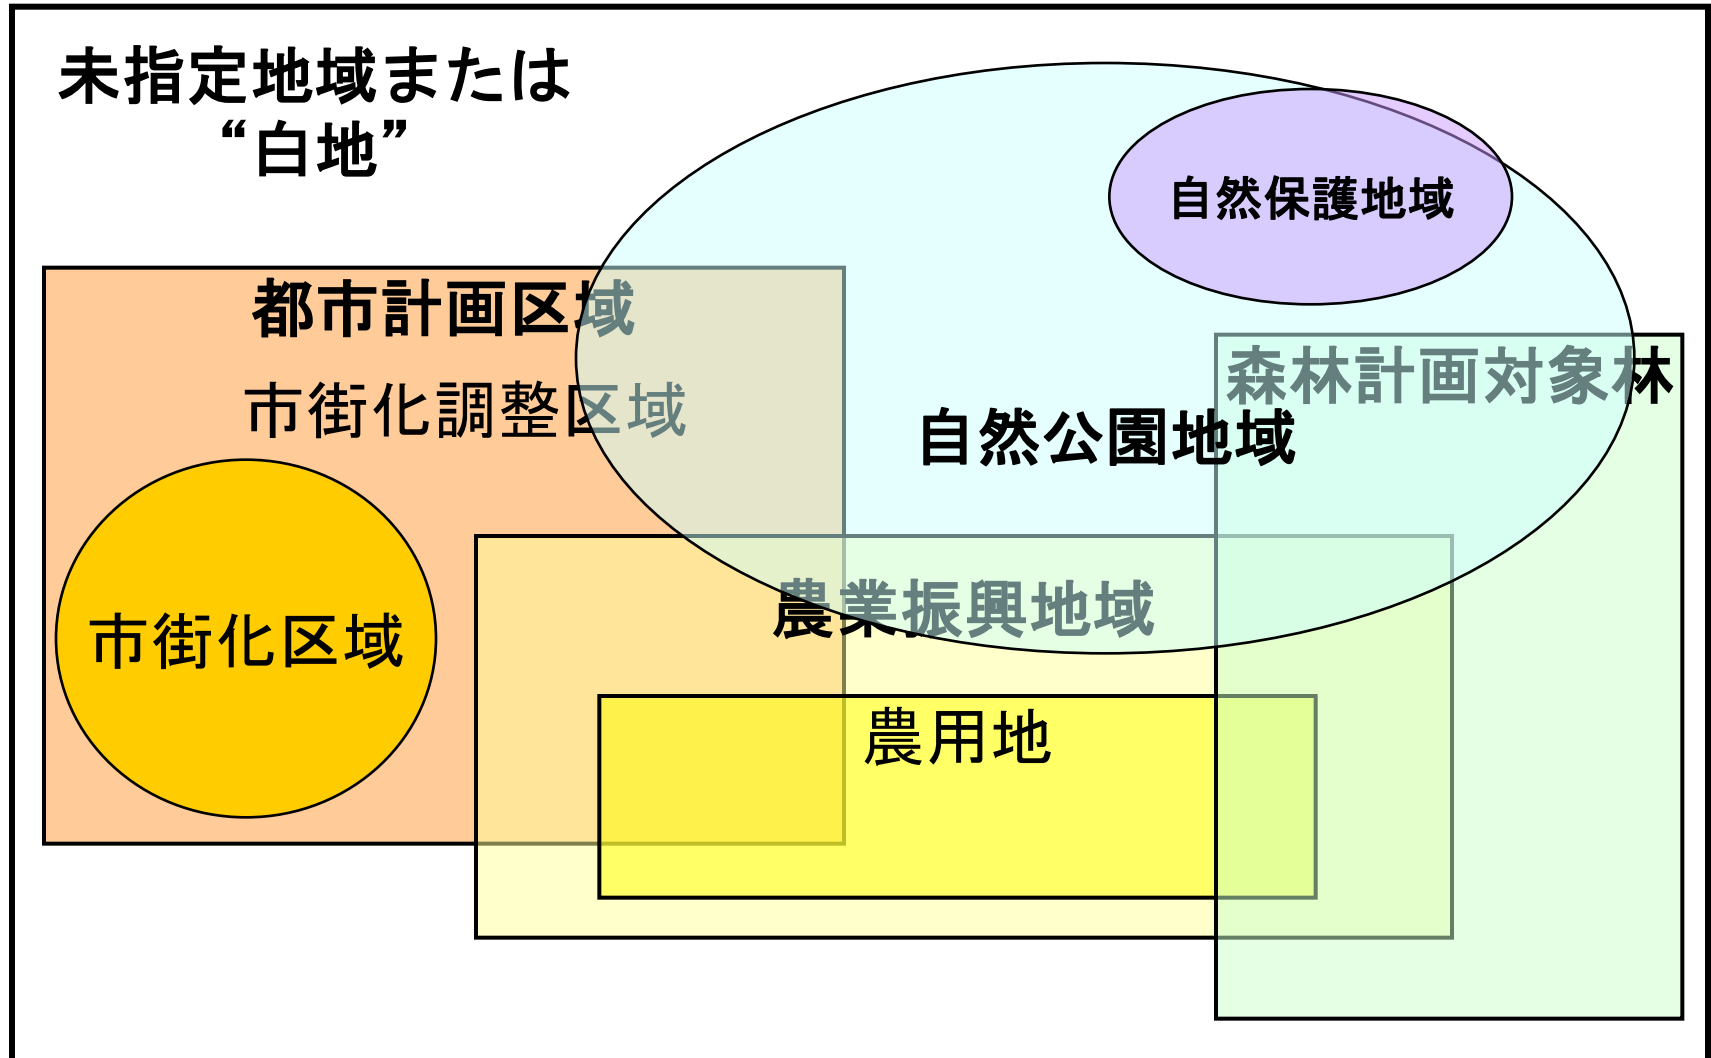 未指定地域または
“白地”
自然保護地域
都市計画区域
市街化調整区域
森林計画対象林
自然公園地域
市街化区域
農業振興地域
農用地